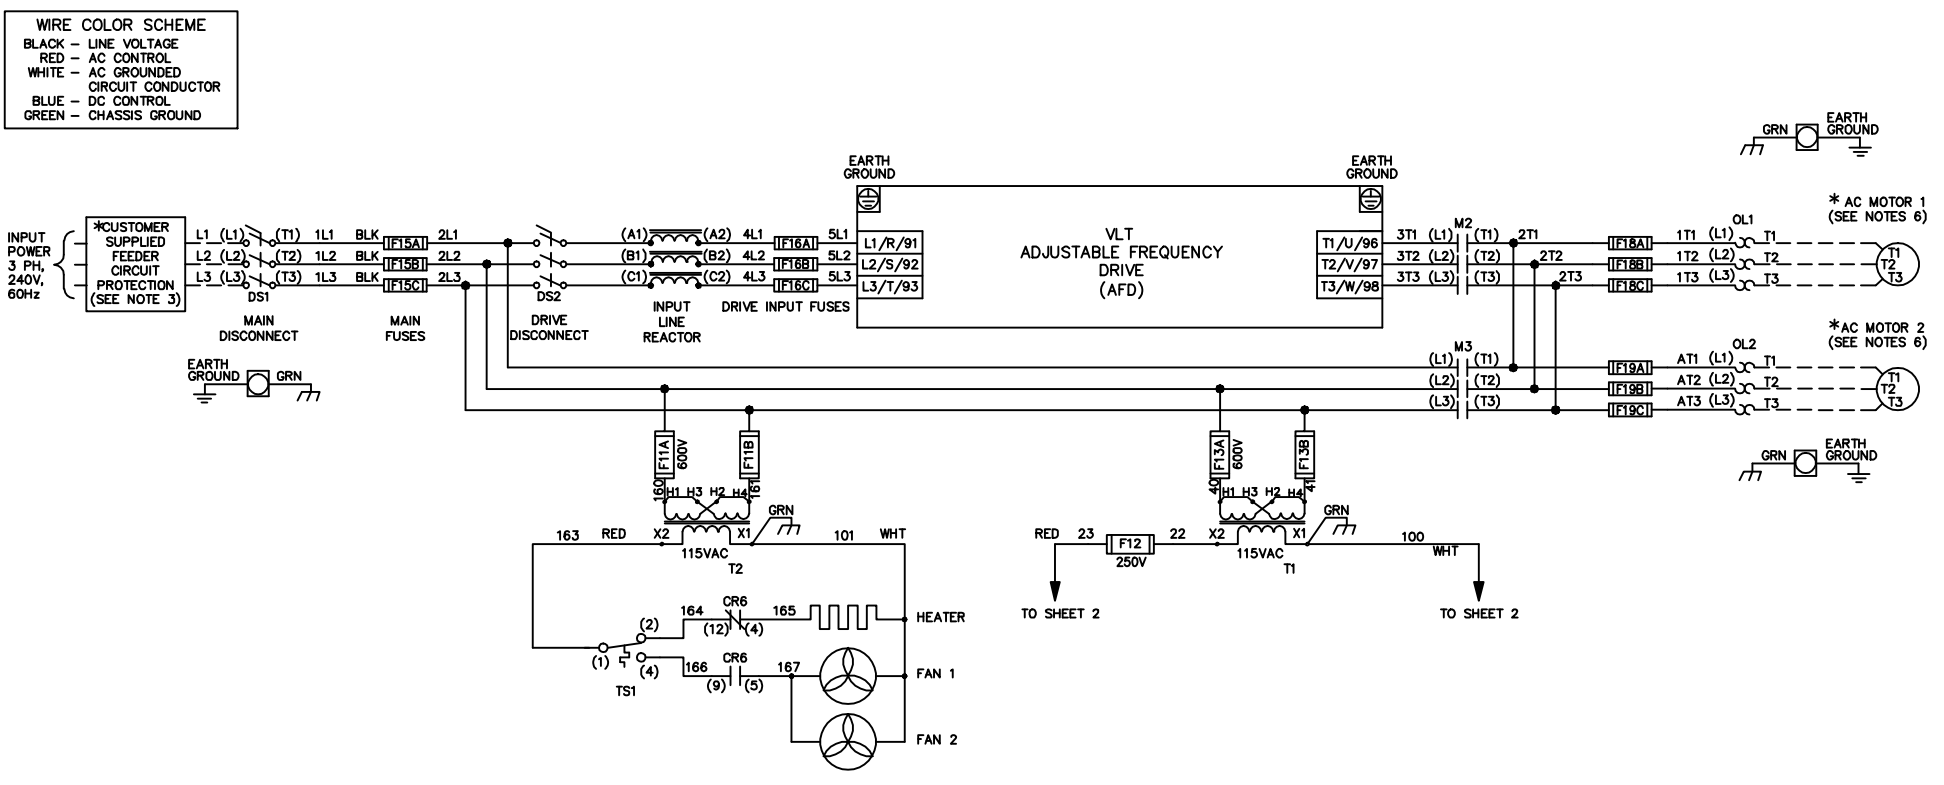 WIRE COLOR SCHEME
BLACK – LINE VOLTAGE
RED – AC CONTROL
WHITE – AC GROUNDED
CIRCUIT CONDUCTOR
BLUE – DC CONTROL
GREEN – CHASSIS GROUND
GRN
EARTH
GROUND
EARTH
GROUND
EARTH
GROUND
INPUT
POWER
3 PH,
240V,
60Hz
*CUSTOMER
SUPPLIED
FEEDER
CIRCUIT
PROTECTION
(SEE NOTE 3)
L1 (L1) (T1) 1L1 BLK F15A 2L1
L2 (L2) (T2) 1L2 BLK F15B 2L2
L3 (L3) (T3) 1L3 BLK F15C 2L3
DS1
MAIN
DISCONNECT
MAIN
FUSES
DS2
DRIVE
DISCONNECT
(A1) (A2) 4L1 F16A 5L1
(B1) (B2) 4L2 F16B 5L2
(C1) (C2) 4L3 F16C 5L3
INPUT
LINE
REACTOR
DRIVE INPUT FUSES
L1/R/91
L2/S/92
L3/T/93
VLT
ADJUSTABLE FREQUENCY
DRIVE
(AFD)
T1/U/96
T2/V/97
T3/W/98
M2
3T1 (L1) (T1) 2T1
3T2 (L2) (T2) 2T2
3T3 (L3) (T3) 2T3
OL1
F18A 1T1 (L1) T1
F18B 1T2 (L2) T2
F18C 1T3 (L3) T3
* AC MOTOR 1
(SEE NOTES 6)
T1
T2
T3
M3
(L1) (T1)
(L2) (T2)
(L3) (T3)
OL2
F19A AT1 (L1) T1
F19B AT2 (L2) T2
F19C AT3 (L3) T3
* AC MOTOR 2
(SEE NOTES 6)
T1
T2
T3
EARTH
GROUND
GRN
GRN
EARTH
GROUND
F11A
600V
F11B
160
161
H1 H3 H2 H4
GRN
163 RED X2 X1 101 WHT
115VAC
T2
F13A
600V
F13B
40
41
H1 H3 H2 H4
GRN
RED 23 F12 22 X2 X1 100
WHT
250V
115VAC
T1
TO SHEET 2
TO SHEET 2
CR6
164 165
(2) (12) (4)
HEATER
(1)
(4)
TS1
CR6
166 167
(9) (5)
FAN 1
FAN 2